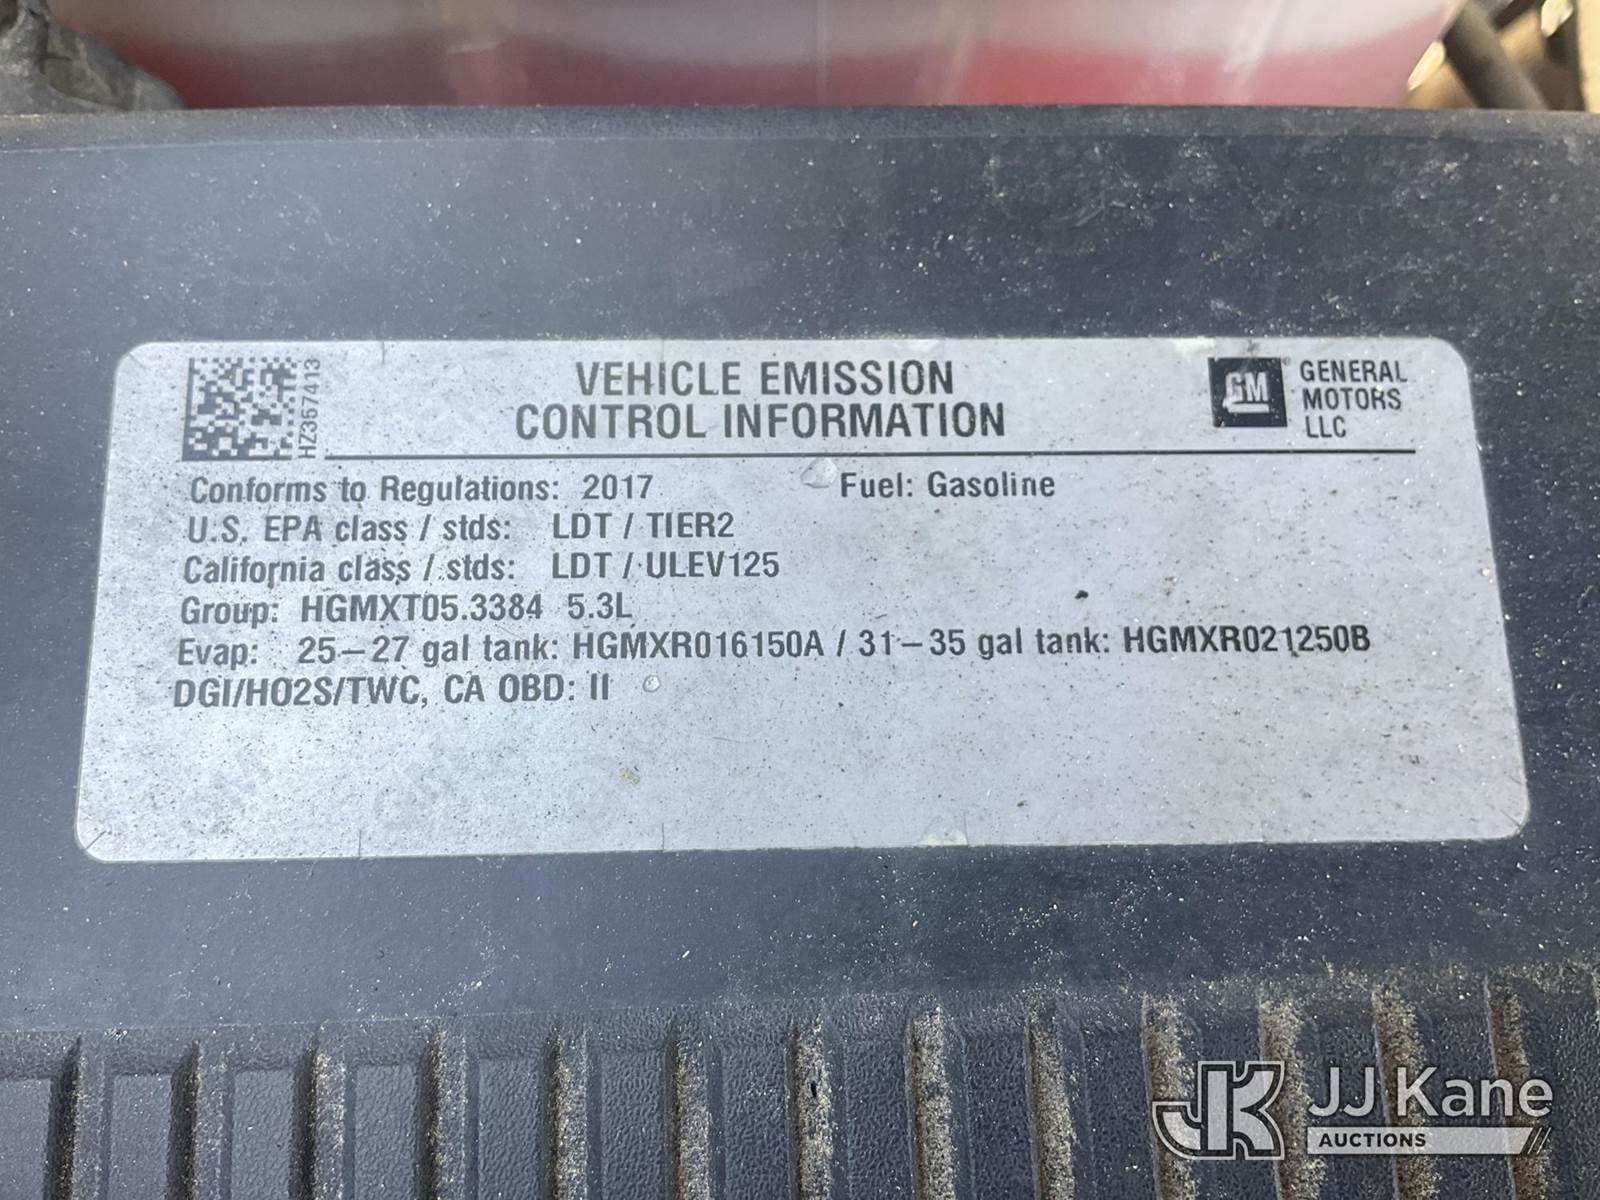 HZ357413
VEHICLE EMISSION
CONTROL INFORMATION
GM
GENERAL
MOTORS
LLC
Conforms to Regulations: 2017 Fuel: Gasoline
U.S. EPA class / stds: LDT / TIER2
California class / stds: LDT / ULEV125
Group: HGMXT05.3384 5.3L
Evap: 25-27 gal tank: HGMXR016150A / 31-35 gal tank: HGMXR021250B
DGI/HO2S/TWC, CA OBD: II
JK JJ Kane
AUCTIONS